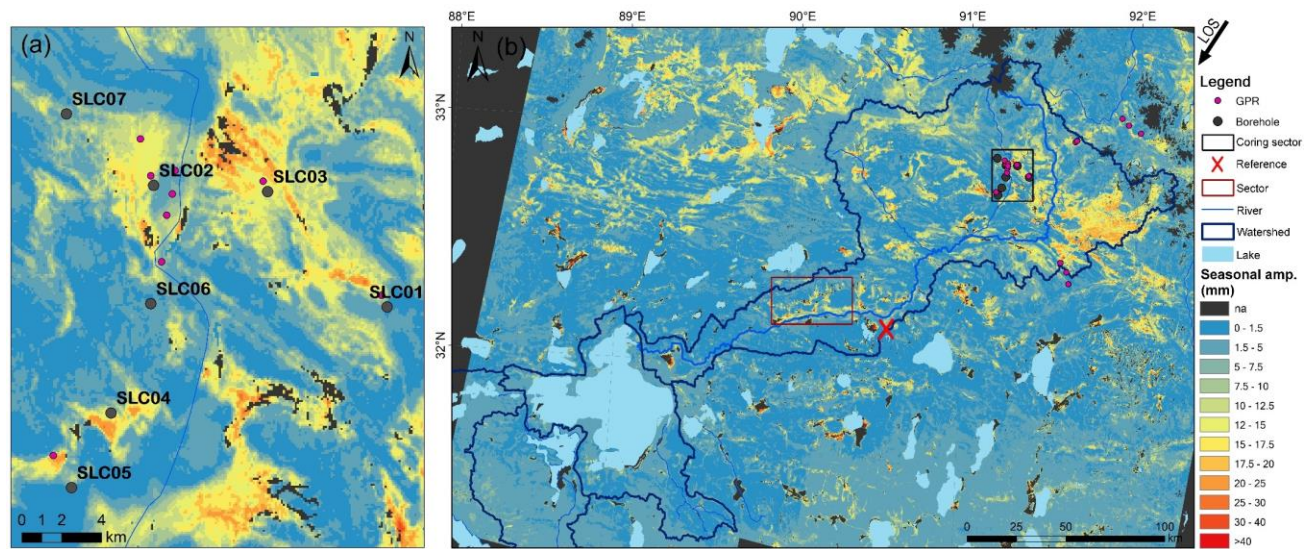 (a)
N
SLC07
SLC02
SLC03
SLC06
SLC01
SLC04
SLC05
0 1 2 4
km
88°E 89°E 90°E 91°E 92°E
(b)
N
33°N
32°N
0 25 50 100
km
LOS
Legend
GPR
Borehole
Coring sector
Reference
Sector
River
Watershed
Lake
Seasonal amp.
(mm)
na
0 - 1.5
1.5 - 5
5 - 7.5
7.5 - 10
10 - 12.5
12 - 15
15 - 17.5
17.5 - 20
20 - 25
25 - 30
30 - 40
>40